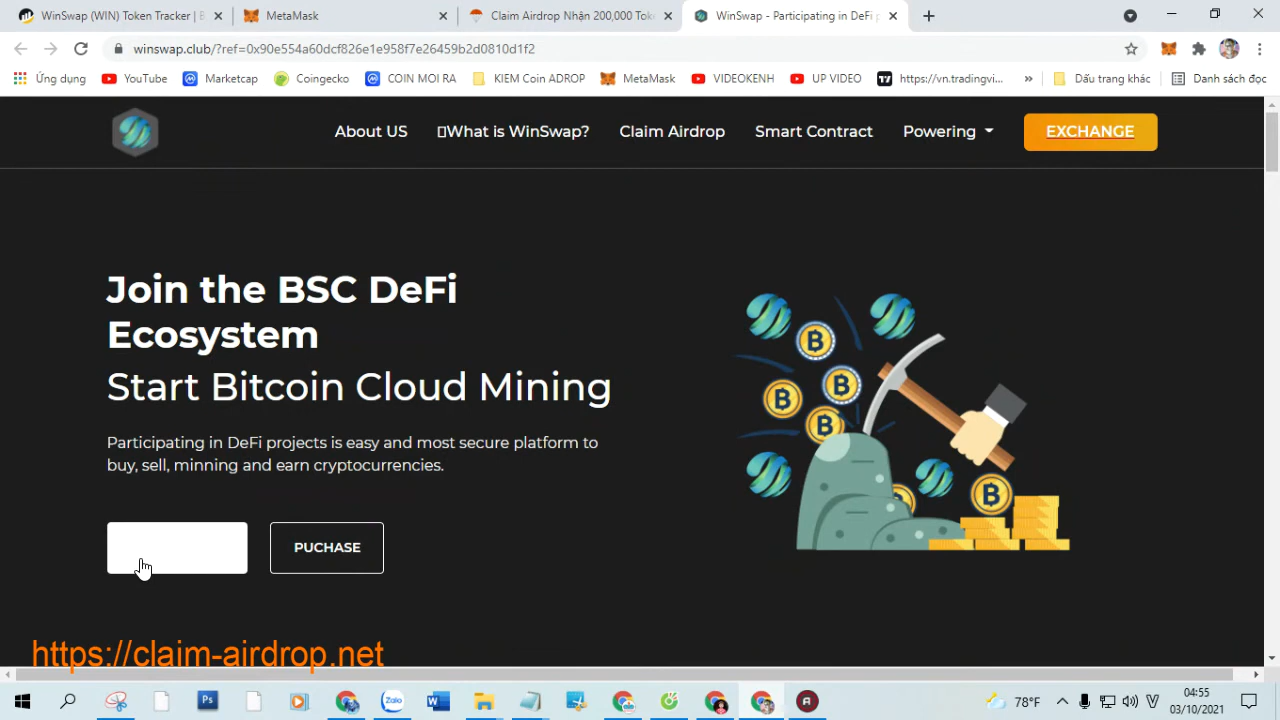 WinSwap (WIN) Token Tracker | B
MetaMask
Claim Airdrop Nhận 200,000 Toke
WinSwap - Participating in DeFi p
winswap.club/?ref=0x90e554a60dcf826e1e958f7e26459b2d0810d1f2
Ứng dụng YouTube Marketcap Coingecko COIN MOI RA KIEM Coin ADROP MetaMask VIDEOKENH UP VIDEO https://vn.tradingvi... » Dấu trang khác Danh sách đọc
About US What is WinSwap? Claim Airdrop Smart Contract Powering EXCHANGE
Join the BSC DeFi
Ecosystem
Start Bitcoin Cloud Mining
Participating in DeFi projects is easy and most secure platform to
buy, sell, minning and earn cryptocurrencies.
PUCHASE
https://claim-airdrop.net
78°F
04:55
03/10/2021